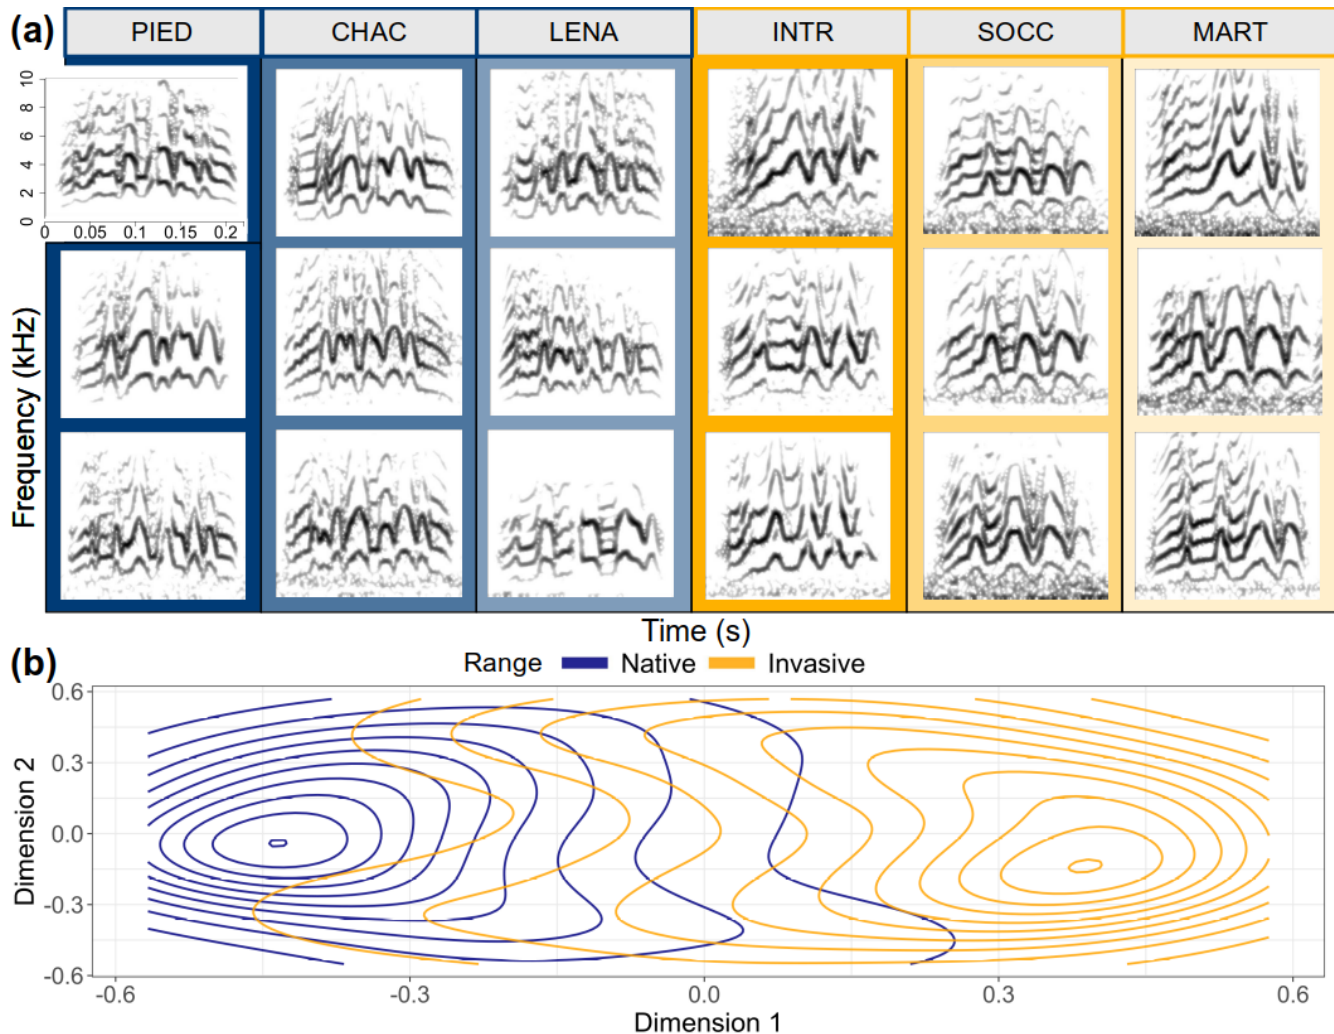 (a)
PIED CHAC LENA INTR SOCC MART
10
8
6
4
2
0
0 0.05 0.1 0.15 0.2
Frequency (kHz)
Time (s)
(b)
Range Native Invasive
0.6
0.3
0.0
-0.3
-0.6
Dimension 2
-0.6 -0.3 0.0 0.3 0.6
Dimension 1